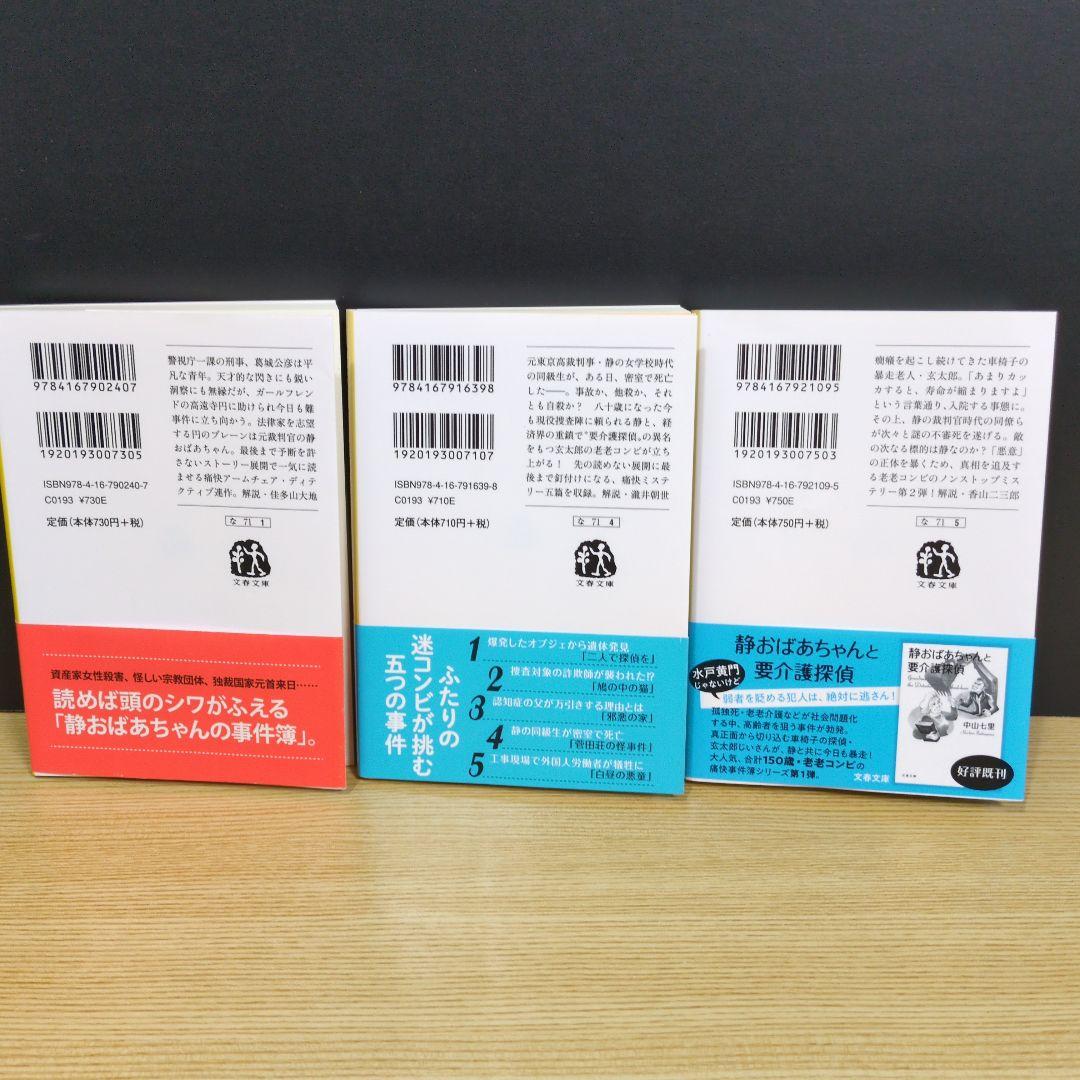 9784167902407
1920193007305
ISBN978-4-16-790240-7
C0193 ¥730E
定価(本体730円+税)
警視庁一課の刑事、葛城公彦は平
凡な青年。天才的な閃きにも鋭い
洞察にも無縁だが、ガールフレン
ドの高遠寺円に助けられ今日も難
事件に立ち向かう。法律家を志望
する円のブレーンは元裁判官の静
おばあちゃん。最後まで予断を許
さないストーリー展開で一気に読
ませる痛快アームチェア・ディテ
クティブ連作。解説・佳多山大地
な 71 1
文春文庫
資産家女性殺害、怪しい宗教団体、独裁国家元首来日……
読めば頭のシワがふえる
「静おばあちゃんの事件簿」。
9784167916398
1920193007107
ISBN978-4-16-791639-8
C0193 ¥710E
定価(本体710円+税)
元東京高裁判事・静の女学校時代
の同級生が、ある日、密室で死亡
した――。事故か、他殺か、それ
とも自殺か? 八十歳になった今
も現役捜査陣に頼られる静と、経
済界の重鎮で“要介護探偵〟の異名
をもつ玄太郎の老老コンビが立ち
上がる! 先の読めない展開に最
後まで釘付けになる、痛快ミステ
リー五篇を収録。解説・瀧井朝世
な 71 4
文春文庫
ふたりの
迷コンビが挑む
五つの事件
1 爆発したオブジェから遺体発見
「二人で探偵を」
2 捜査対象の詐欺師が襲われた!?
「鳩の中の猫」
3 認知症の父が万引きする理由とは
「邪悪の家」
4 静の同級生が密室で死亡
「菅田荘の怪事件」
5 工事現場で外国人労働者が犠牲に
「白昼の悪童」
9784167921095
1920193007503
ISBN978-4-16-792109-5
C0193 ¥750E
定価(本体750円+税)
癇癪を起こし続けてきた車椅子の
暴走老人・玄太郎。「あまりカッ
カすると、寿命が縮まりますよ」
という言葉通り、入院する事態に。
その上、静の裁判官時代の同僚ら
が次々と謎の不審死を遂げる。敵
の次なる標的は静なのか?「悪意」
の正体を暴くため、真相を追及す
る老老コンビのノンストップミス
テリー第2弾!解説・香山二三郎
な 71 5
文春文庫
静おばあちゃんと
要介護探偵
水戸黄門
じゃないけど
弱者を貶める犯人は、絶対に逃さん!
孤独死・老老介護などが社会問題化
する中、高齢者を狙う事件が勃発。
真正面から切り込む車椅子の探偵・
玄太郎じいさんが、静と共に今日も暴走!
大人気、合計150歳・老老コンビの
痛快事件簿シリーズ第1弾。
文春文庫
静おばあちゃんと
要介護探偵
中山七里
好評既刊